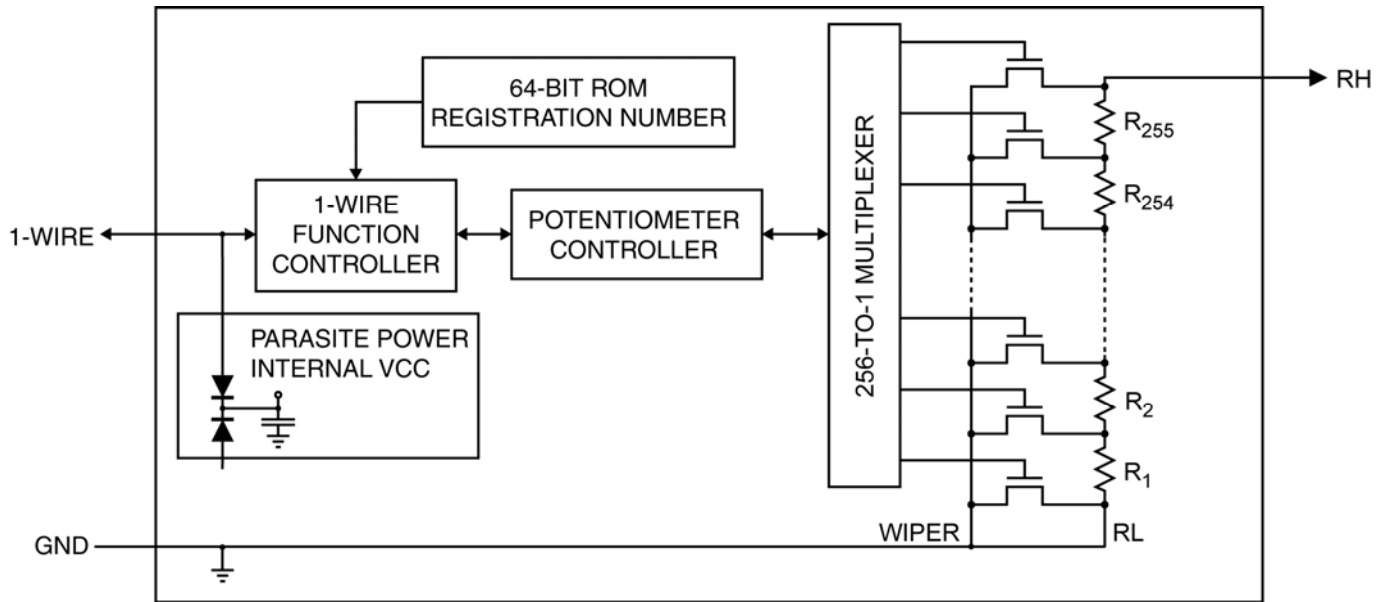 64-BIT ROM
REGISTRATION NUMBER
RH
R255
R254
1-WIRE
1-WIRE
FUNCTION
CONTROLLER
POTENTIOMETER
CONTROLLER
256-TO-1 MULTIPLEXER
PARASITE POWER
INTERNAL VCC
R2
R1
WIPER
RL
GND